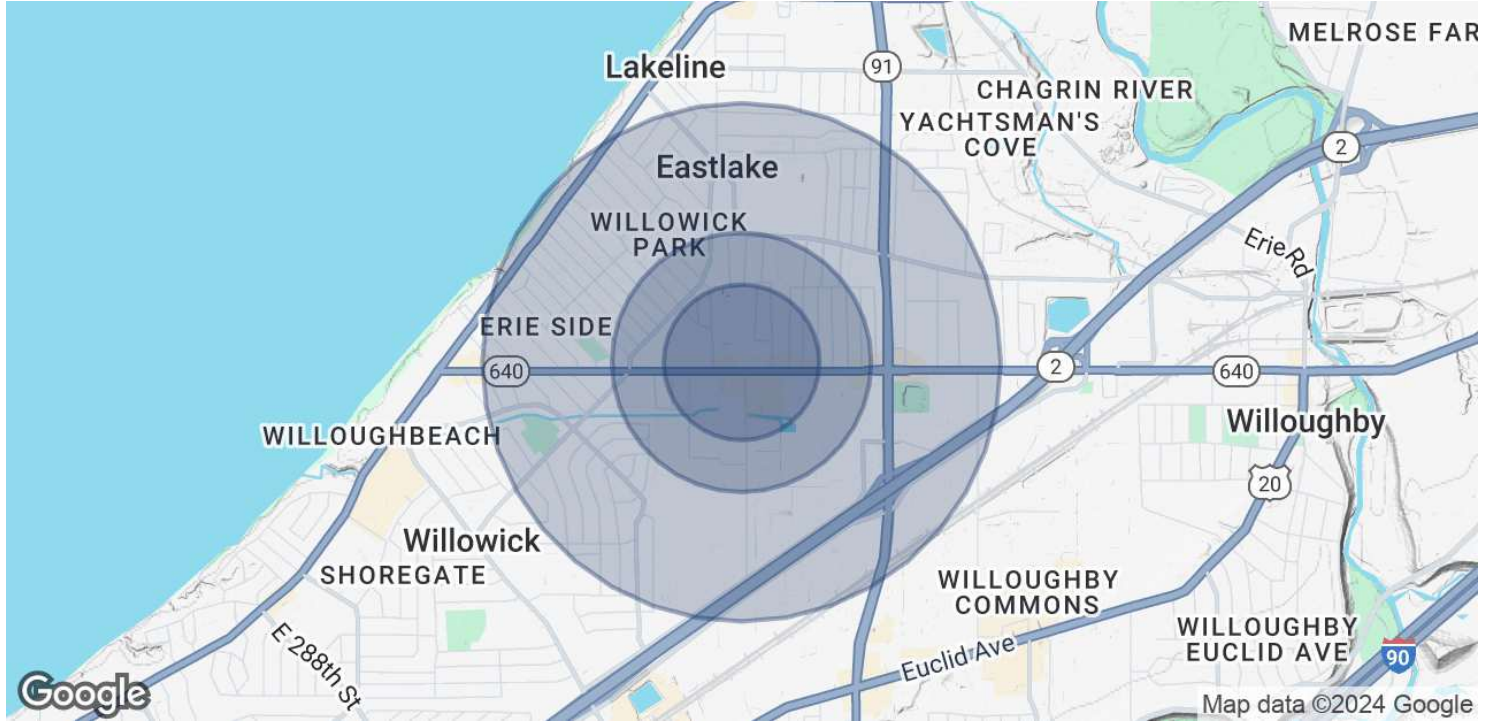 MELROSE FAR
Lakeline
91
CHAGRIN RIVER
YACHTSMAN'S
COVE
2
Eastlake
WILLOWICK
PARK
Erie Rd
ERIE SIDE
640
2
640
Willoughby
WILLOUGHBEACH
20
Willowick
SHOREGATE
WILLOUGHBY
COMMONS
WILLOUGHBY
EUCLID AVE
90
E 288th St
Euclid Ave
Google
Map data ©2024 Google